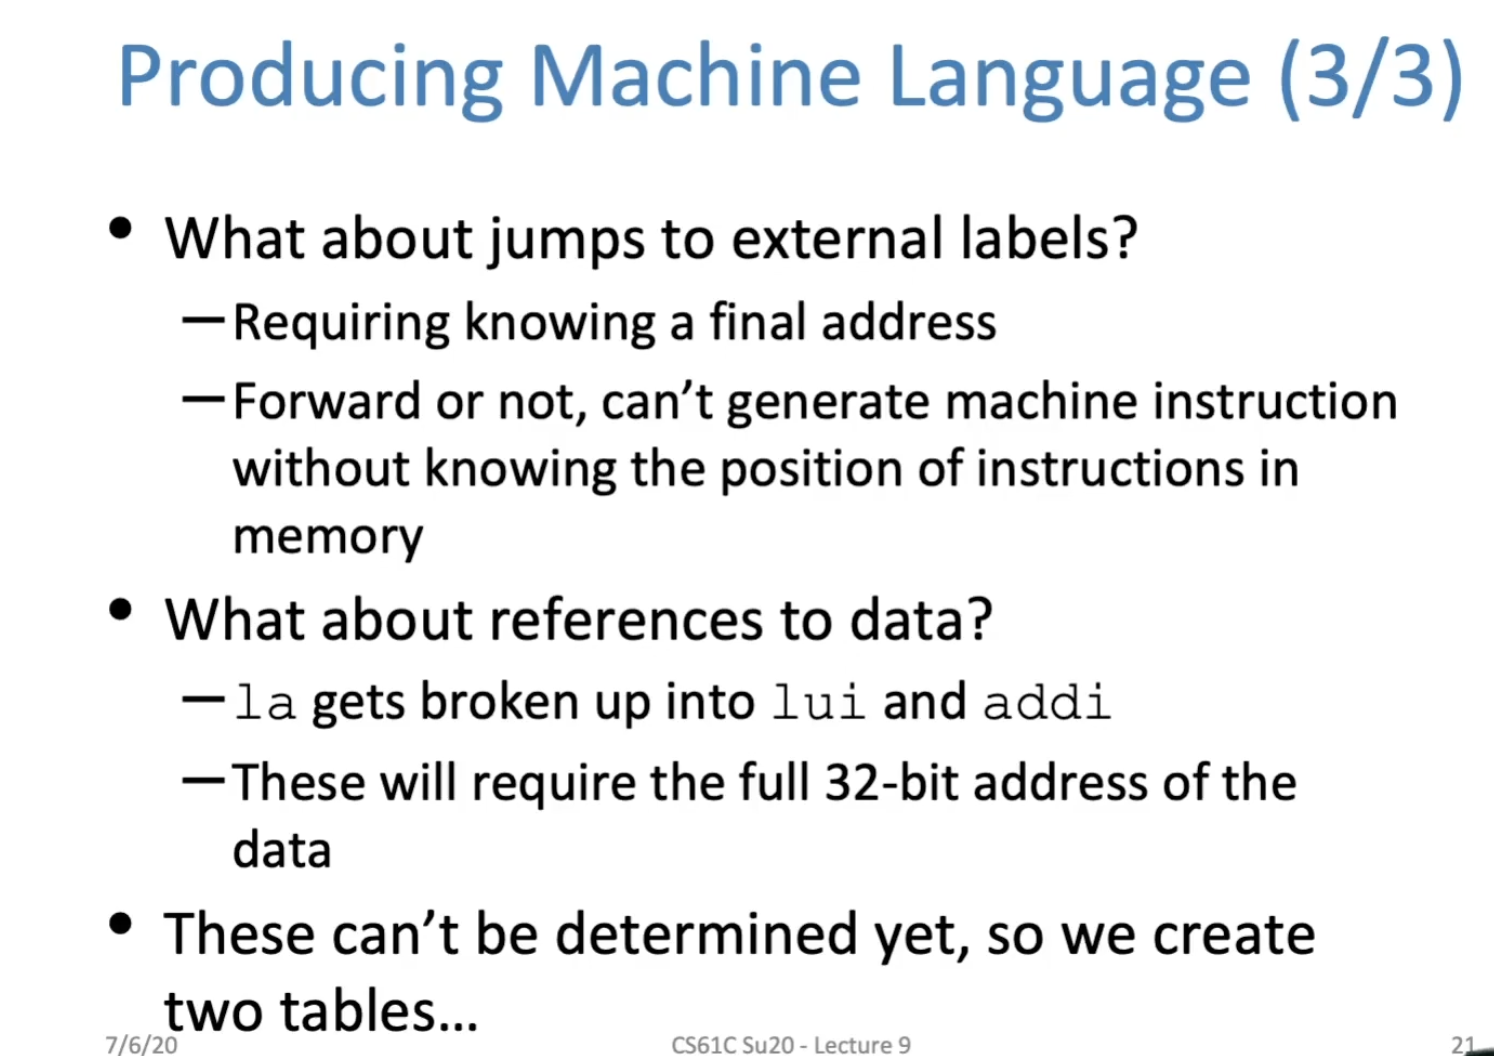 Producing Machine Language (3/3)
• What about jumps to external labels?
– Requiring knowing a final address
– Forward or not, can’t generate machine instruction
without knowing the position of instructions in
memory
• What about references to data?
– la gets broken up into lui and addi
– These will require the full 32-bit address of the
data
• These can’t be determined yet, so we create
two tables…
7/6/20 CS61C Su20 - Lecture 9 21